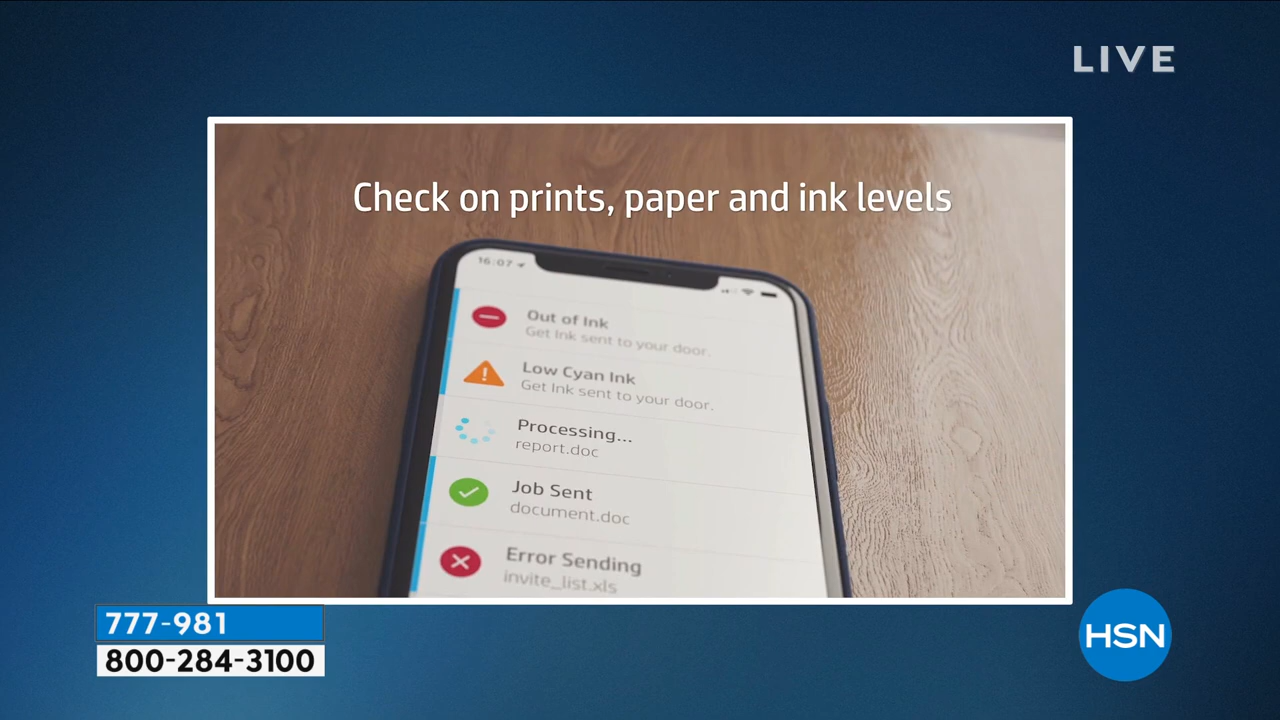 LIVE
Check on prints, paper and ink levels
16:07
Out of Ink
Get Ink sent to your door.
Low Cyan Ink
Get Ink sent to your door.
Processing...
report.doc
Job Sent
document.doc
Error Sending
invite_list.xls
777-981
800-284-3100
HSN